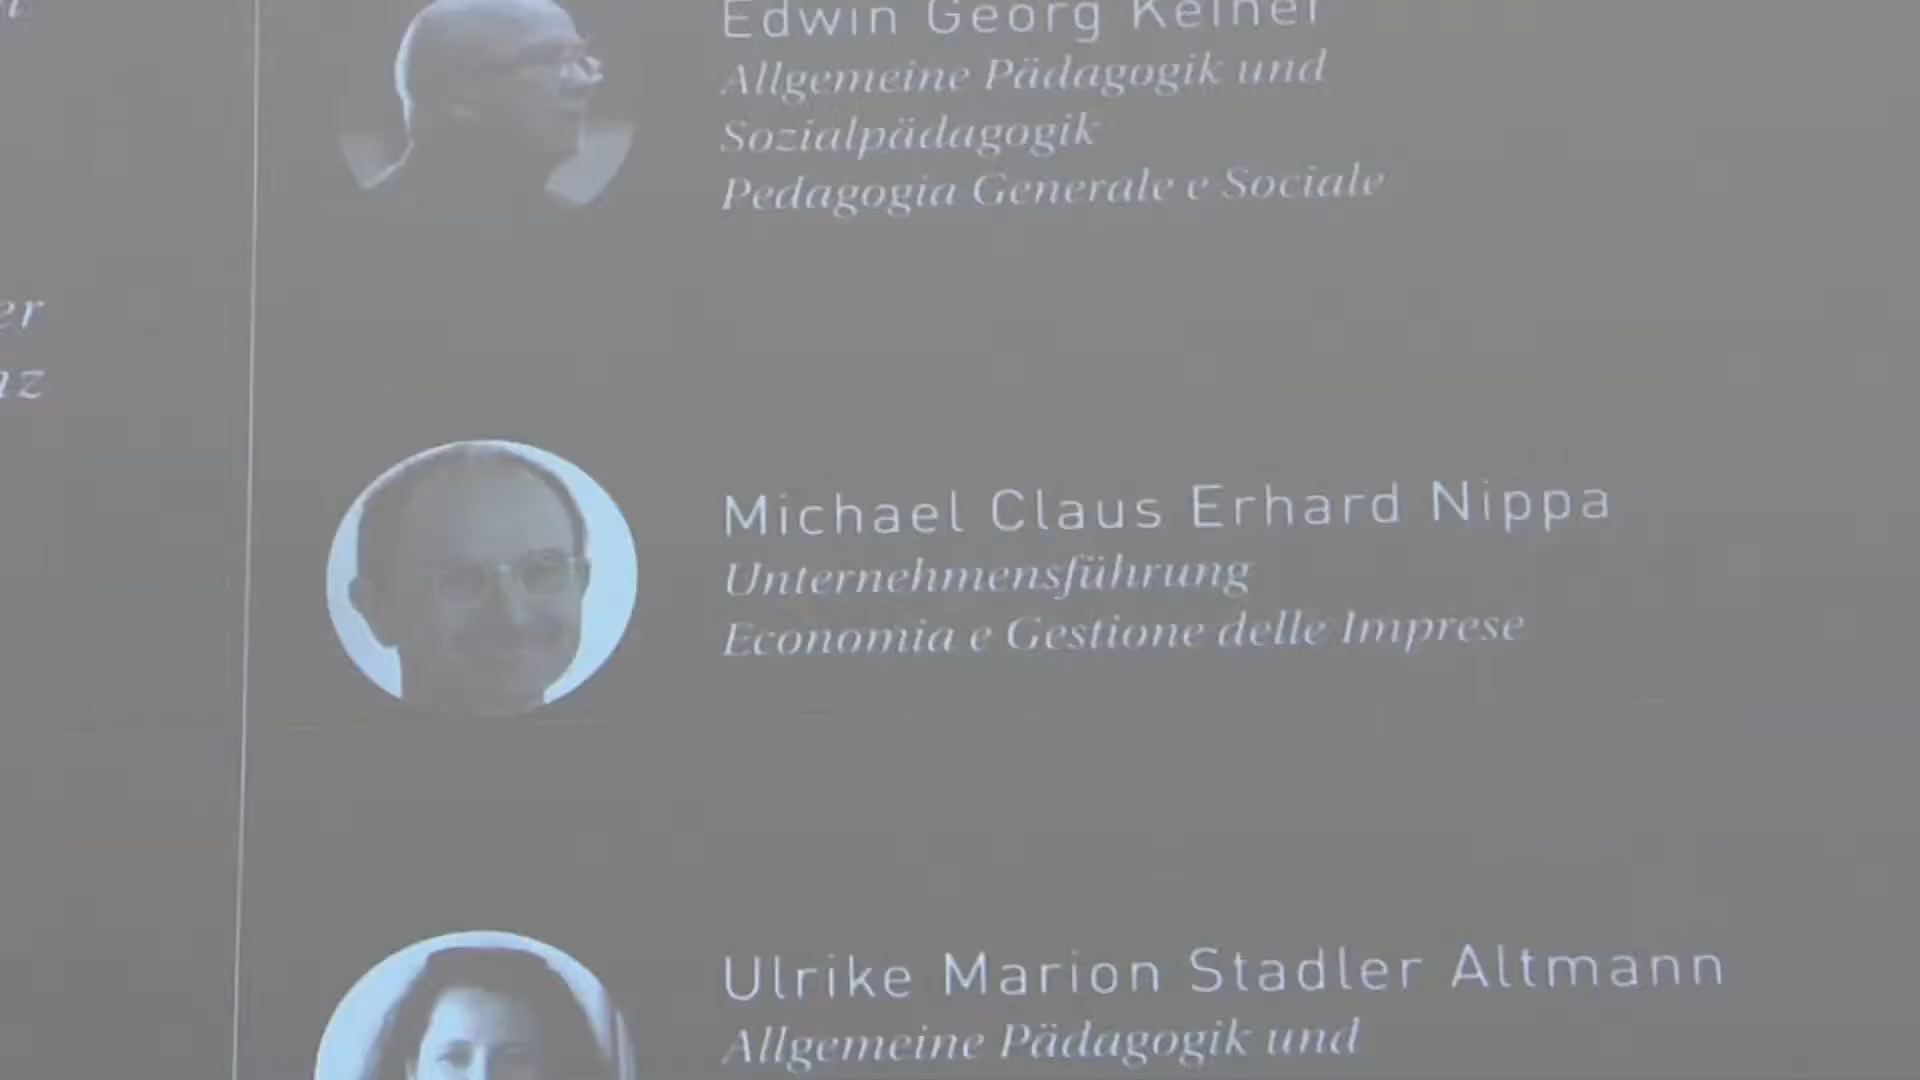 er
Edwin Georg Keiner
Allgemeine Pädagogik und
Sozialpädagogik
Pedagogia Generale e Sociale
Michael Claus Erhard Nippa
Unternehmensführung
Economia e Gestione delle Imprese
Ulrike Marion Stadler Altmann
Allgemeine Pädagogik und